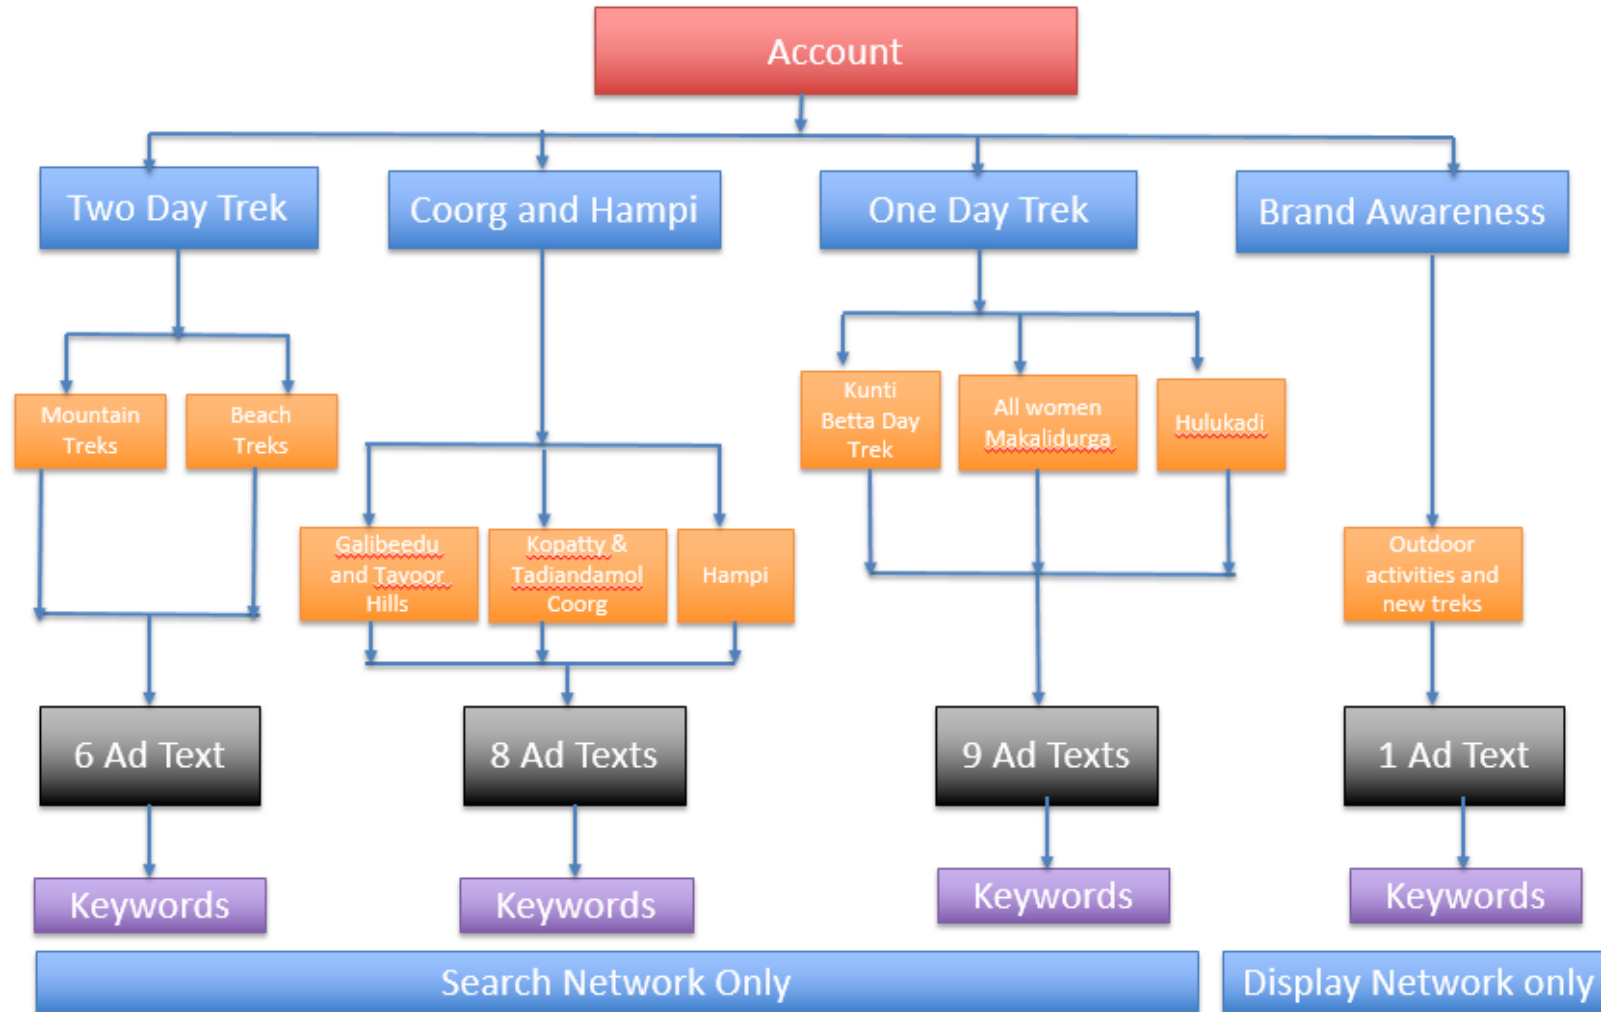 Account
Two Day Trek
Coorg and Hampi
One Day Trek
Brand Awareness
Mountain
Treks
Beach
Treks
Kunti
Betta Day
Trek
All women
Makalidurga
Hulukadi
Galibeedu
and Tavoor
Hills
Kopatty &
Tadiandamol
Coorg
Hampi
Outdoor
activities and
new treks
6 Ad Text
8 Ad Texts
9 Ad Texts
1 Ad Text
Keywords
Keywords
Keywords
Keywords
Search Network Only
Display Network only